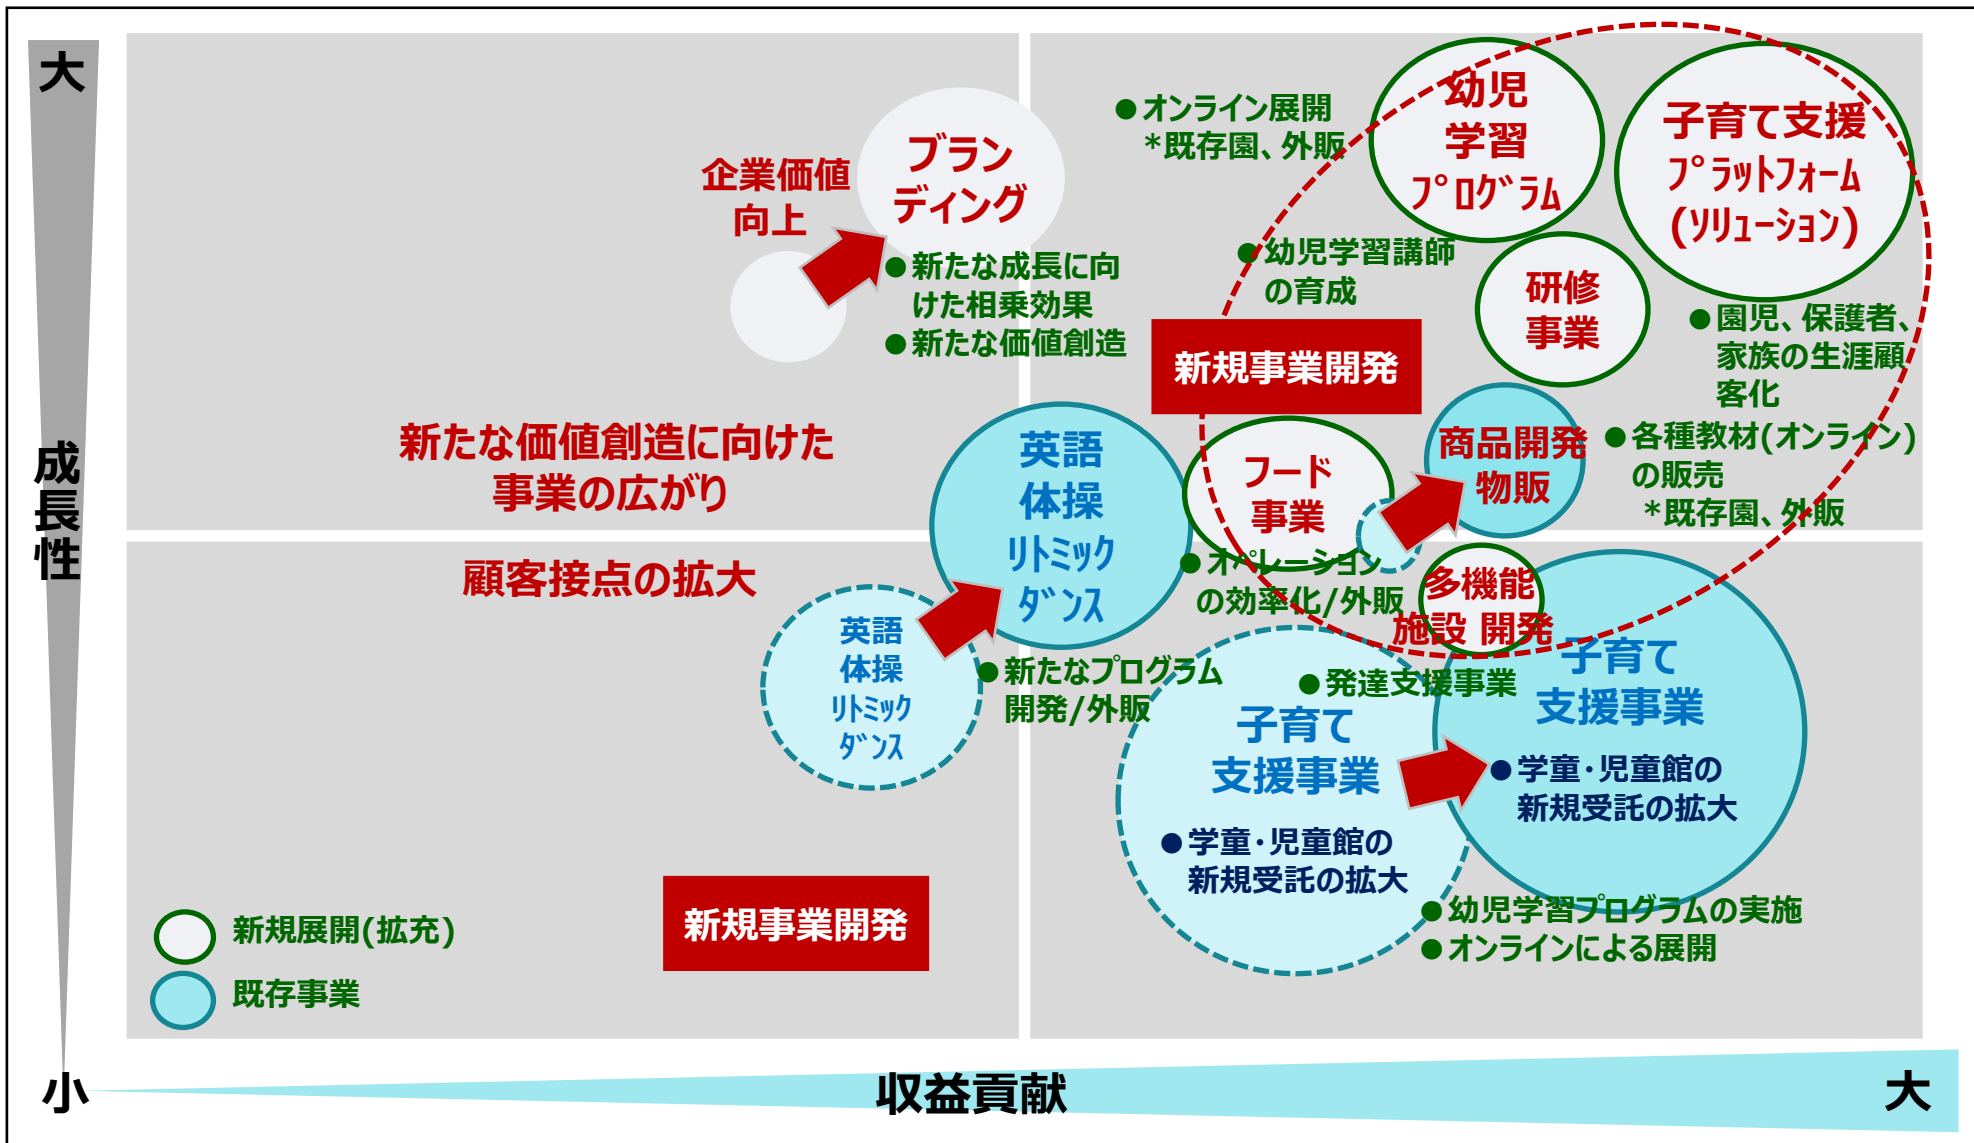 大
成長性
小
収益貢献
大
企業価値
向上
ブラン
ディング
●新たな成長に向
けた相乗効果
●新たな価値創造
●オンライン展開
*既存園、外販
幼児
学習
ﾌﾟﾛｸﾞﾗﾑ
子育て支援
ﾌﾟﾗｯﾄﾌｫｰﾑ
(ｿﾘｭｰｼｮﾝ)
●幼児学習講師
の育成
研修
事業
●園児、保護者、
家族の生涯顧
客化
新規事業開発
新たな価値創造に向けた
事業の広がり
英語
体操
ﾘﾄﾐｯｸ
ﾀﾞﾝｽ
フード
事業
商品開発
物販
●各種教材(オンライン)
の販売
*既存園、外販
顧客接点の拡大
●オペレーション
の効率化/外販
多機能
施設 開発
英語
体操
ﾘﾄﾐｯｸ
ﾀﾞﾝｽ
●新たなプログラム
開発/外販
●発達支援事業
子育て
支援事業
●学童･児童館の
新規受託の拡大
子育て
支援事業
●学童･児童館の
新規受託の拡大
●幼児学習プログラムの実施
●オンラインによる展開
新規事業開発
新規展開(拡充)
既存事業